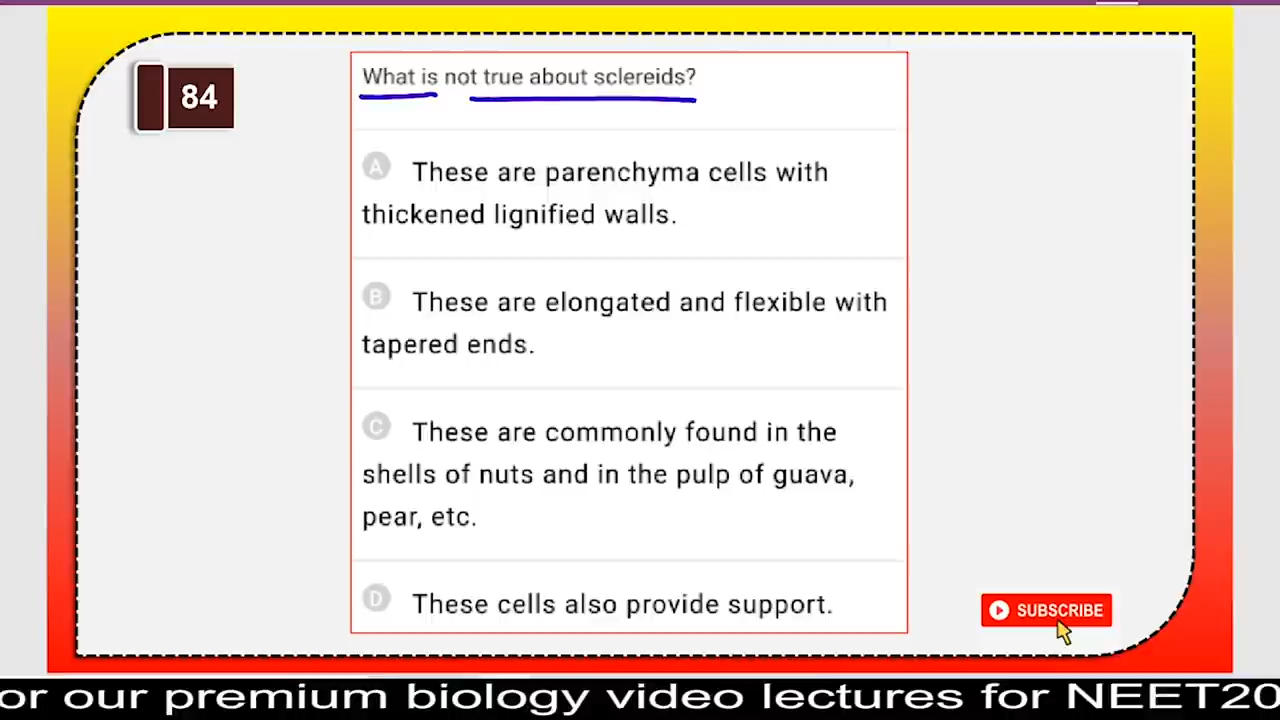 84
What is not true about sclereids?
A These are parenchyma cells with
thickened lignified walls.
B These are elongated and flexible with
tapered ends.
C These are commonly found in the
shells of nuts and in the pulp of guava,
pear, etc.
D These cells also provide support.
SUBSCRIBE
or our premium biology video lectures for NEET20